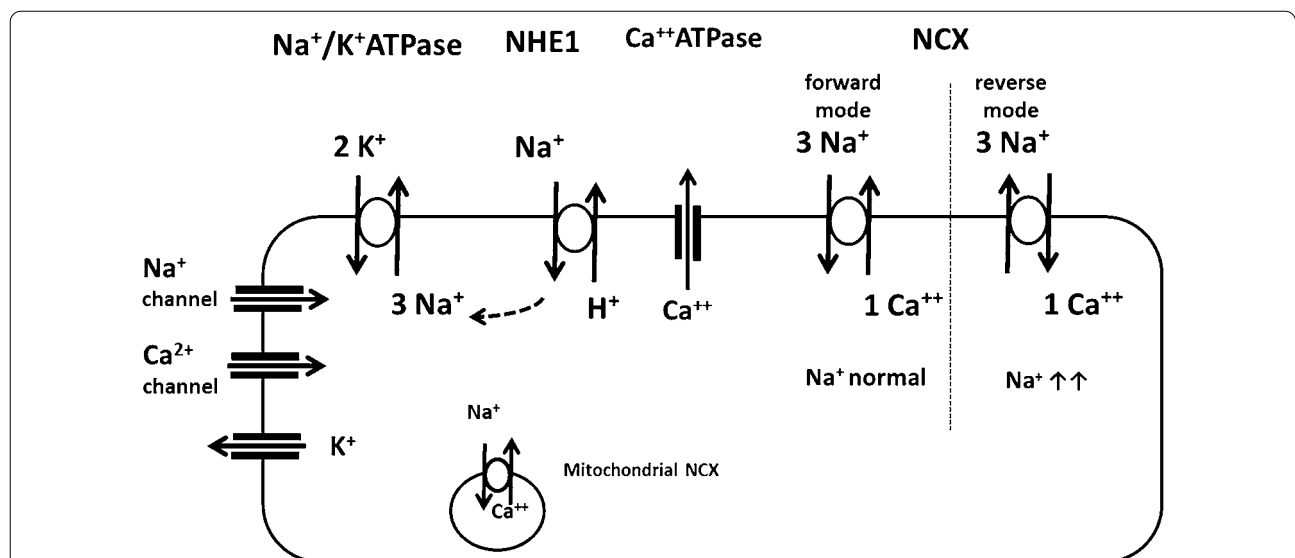 Na⁺/K⁺ATPase NHE1 Ca⁺⁺ATPase NCX
forward mode
reverse mode
2 K⁺ Na⁺ 3 Na⁺ 3 Na⁺
Na⁺
channel
3 Na⁺ H⁺ Ca⁺⁺ 1 Ca⁺⁺ 1 Ca⁺⁺
Ca²⁺
channel
Na⁺ normal Na⁺ ↑↑
K⁺
Na⁺
Mitochondrial NCX
Ca⁺⁺